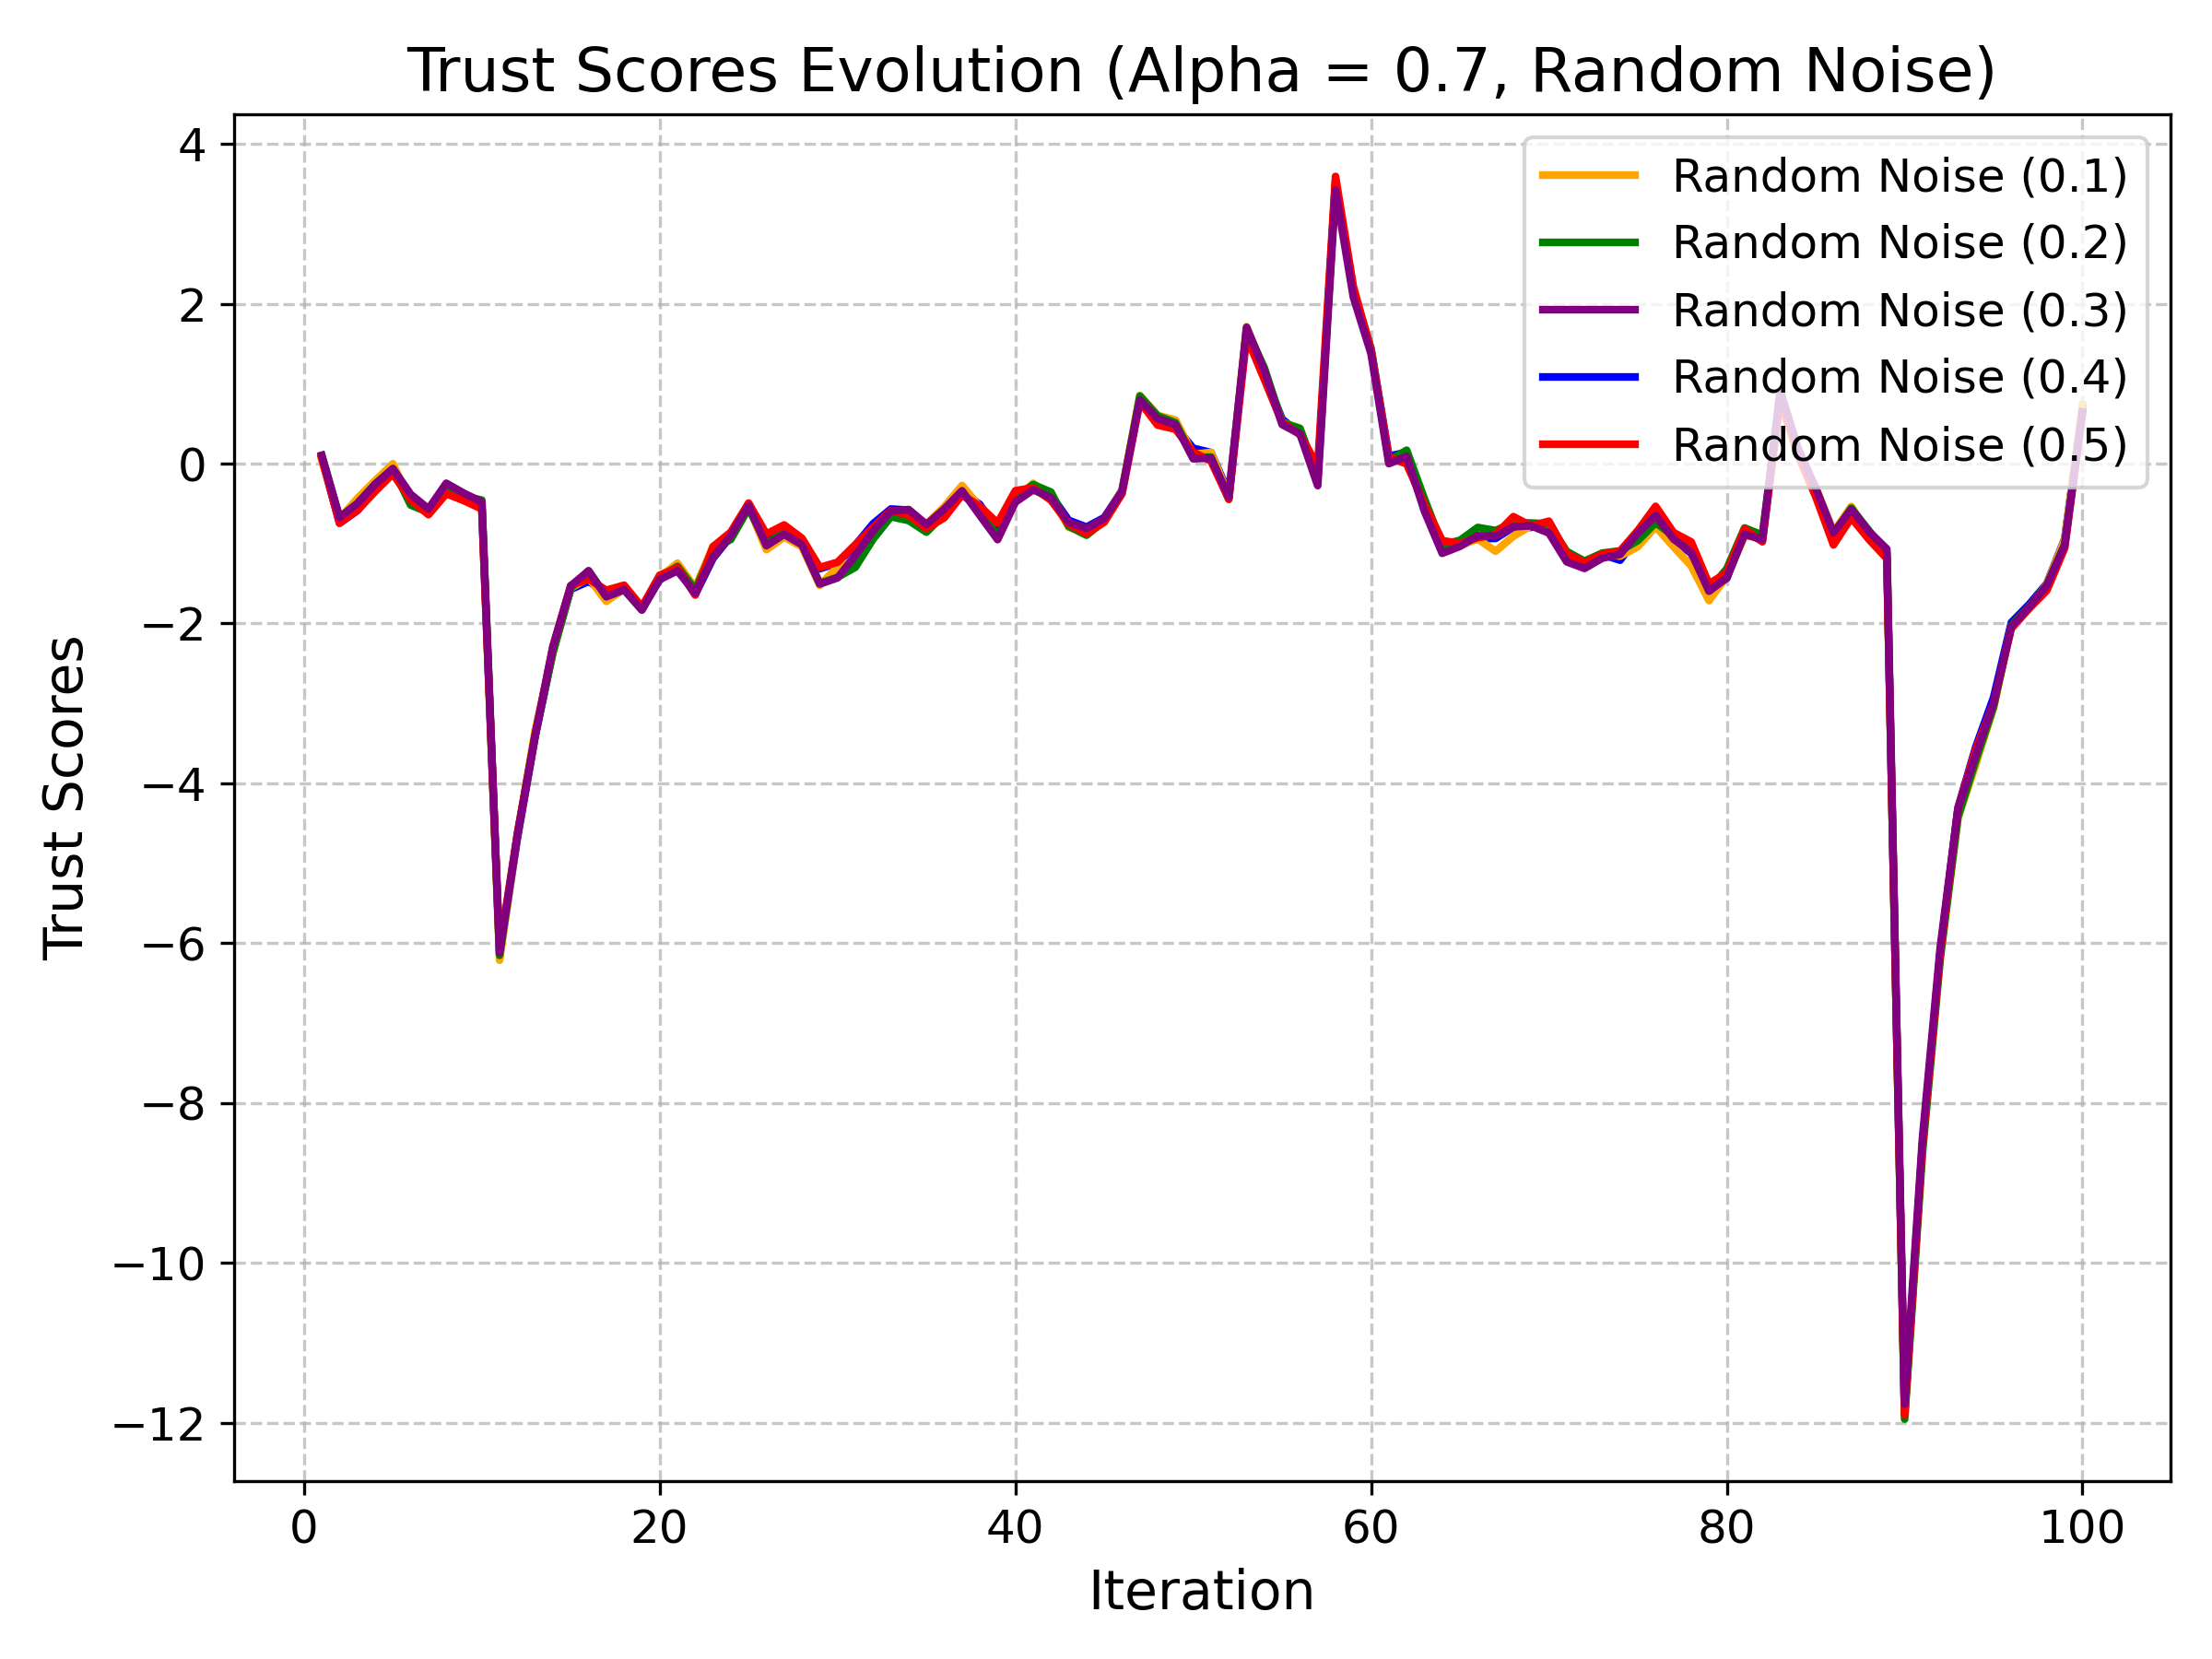 Trust Scores Evolution (Alpha = 0.7, Random Noise)
Random Noise (0.1)
Random Noise (0.2)
Random Noise (0.3)
Random Noise (0.4)
Random Noise (0.5)
Trust Scores
4
2
0
−2
−4
−6
−8
−10
−12
0 20 40 60 80 100
Iteration